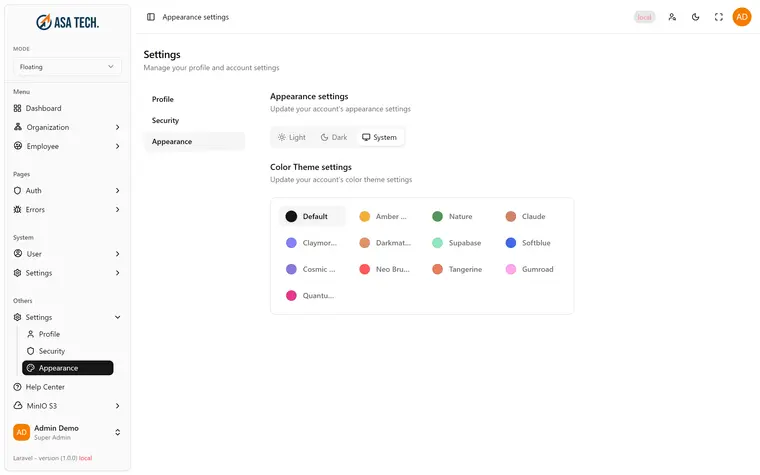 ASA TECH.
MODE
Floating
Menu
Dashboard
Organization
Employee
Pages
Auth
Errors
System
User
Settings
Others
Settings
Profile
Security
Appearance
Help Center
MinIO S3
AD
Admin Demo
Super Admin
Laravel - version (1.0.0) local
Appearance settings
local
AD
Settings
Manage your profile and account settings
Profile
Security
Appearance
Appearance settings
Update your account's appearance settings
Light Dark System
Color Theme settings
Update your account's color theme settings
Default Amber ... Nature Claude
Claymor... Darkmat... Supabase Softblue
Cosmic ... Neo Bru... Tangerine Gumroad
Quantu...